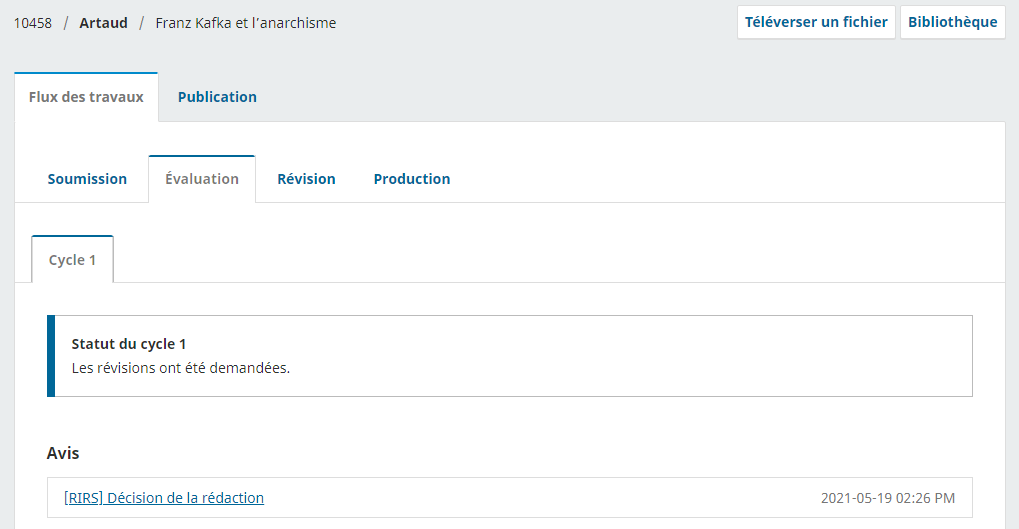 10458 / Artaud / Franz Kafka et l’anarchisme
Téléverser un fichier
Bibliothèque
Flux des travaux
Publication
Soumission
Évaluation
Révision
Production
Cycle 1
Statut du cycle 1
Les révisions ont été demandées.
Avis
[RIRS] Décision de la rédaction
2021-05-19 02:26 PM